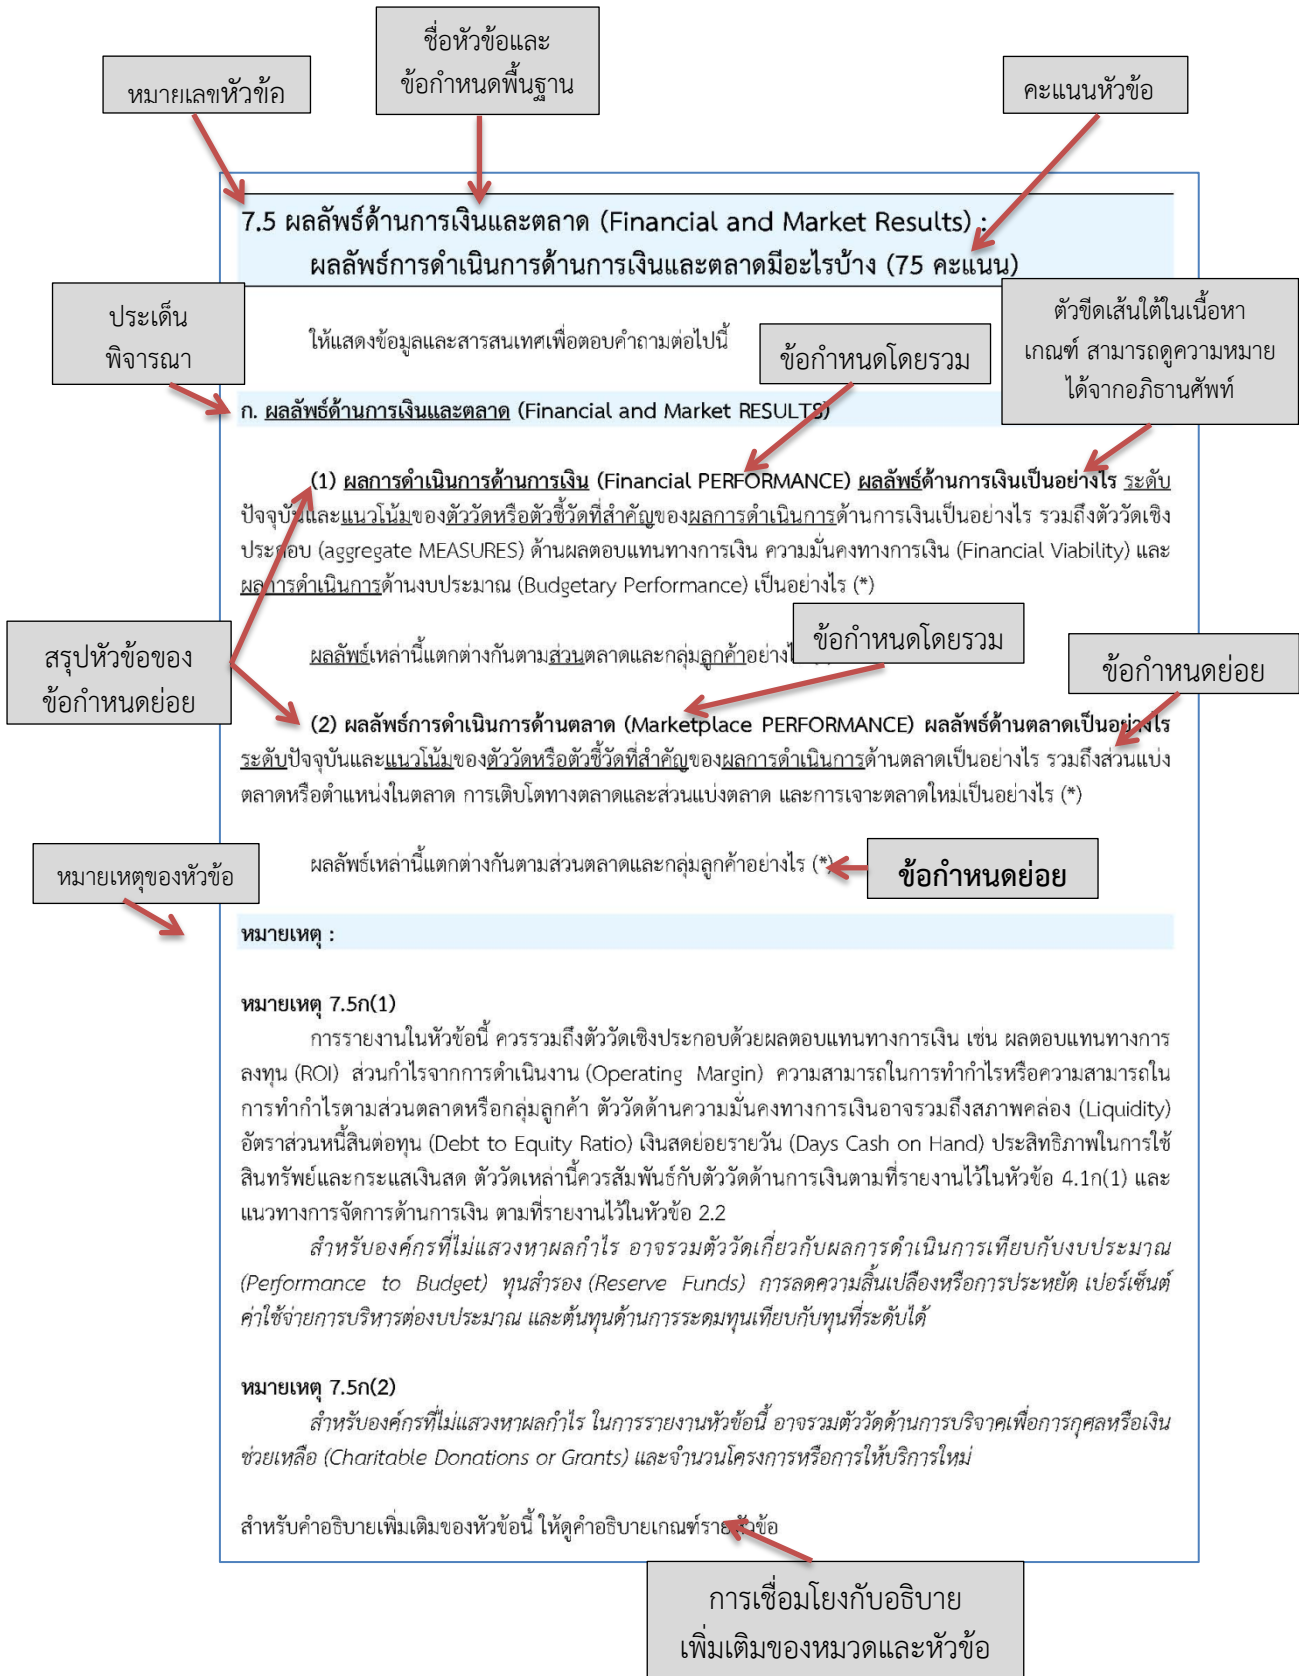 ชื่อหัวข้อและ
ข้อกำหนดพื้นฐาน
หมายเลขหัวข้อ
คะแนนหัวข้อ
7.5 ผลลัพธ์ด้านการเงินและตลาด (Financial and Market Results) :
ผลลัพธ์การดำเนินการด้านการเงินและตลาดมีอะไรบ้าง (75 คะแนน)
ประเด็น
พิจารณา
ให้แสดงข้อมูลและสารสนเทศเพื่อตอบคำถามต่อไปนี้
ข้อกำหนดโดยรวม
ตัวขีดเส้นใต้ในเนื้อหา
เกณฑ์ สามารถดูความหมาย
ได้จากอภิธานศัพท์
ก. ผลลัพธ์ด้านการเงินและตลาด (Financial and Market RESULTS)
(1) ผลการดำเนินการด้านการเงิน (Financial PERFORMANCE) ผลลัพธ์ด้านการเงินเป็นอย่างไร ระดับ
ปัจจุบันและแนวโน้มของตัววัดหรือตัวชี้วัดที่สำคัญของผลการดำเนินการด้านการเงินเป็นอย่างไร รวมถึงตัววัดเชิง
ประกอบ (aggregate MEASURES) ด้านผลตอบแทนทางการเงิน ความมั่นคงทางการเงิน (Financial Viability) และ
ผลการดำเนินการด้านงบประมาณ (Budgetary Performance) เป็นอย่างไร (*)
สรุปหัวข้อของ
ข้อกำหนดย่อย
ข้อกำหนดโดยรวม
ข้อกำหนดย่อย
ผลลัพธ์เหล่านี้แตกต่างกันตามส่วนตลาดและกลุ่มลูกค้าอย่าง
(2) ผลลัพธ์การดำเนินการด้านตลาด (Marketplace PERFORMANCE) ผลลัพธ์ด้านตลาดเป็นอย่างไร
ระดับปัจจุบันและแนวโน้มของตัววัดหรือตัวชี้วัดที่สำคัญของผลการดำเนินการด้านตลาดเป็นอย่างไร รวมถึงส่วนแบ่ง
ตลาดหรือตำแหน่งในตลาด การเติบโตทางตลาดและส่วนแบ่งตลาด และการเจาะตลาดใหม่เป็นอย่างไร (*)
หมายเหตุของหัวข้อ
ผลลัพธ์เหล่านี้แตกต่างกันตามส่วนตลาดและกลุ่มลูกค้าอย่างไร (*)
ข้อกำหนดย่อย
หมายเหตุ :
หมายเหตุ 7.5ก(1)
การรายงานในหัวข้อนี้ ควรรวมถึงตัววัดเชิงประกอบด้วยผลตอบแทนทางการเงิน เช่น ผลตอบแทนทางการ
ลงทุน (ROI) ส่วนกำไรจากการดำเนินงาน (Operating Margin) ความสามารถในการทำกำไรหรือความสามารถใน
การทำกำไรตามส่วนตลาดหรือกลุ่มลูกค้า ตัววัดด้านความมั่นคงทางการเงินอาจรวมถึงสภาพคล่อง (Liquidity)
อัตราส่วนหนี้สินต่อทุน (Debt to Equity Ratio) เงินสดย่อยรายวัน (Days Cash on Hand) ประสิทธิภาพในการใช้
สินทรัพย์และกระแสเงินสด ตัววัดเหล่านี้ควรสัมพันธ์กับตัววัดด้านการเงินตามที่รายงานไว้ในหัวข้อ 4.1ก(1) และ
แนวทางการจัดการด้านการเงิน ตามที่รายงานไว้ในหัวข้อ 2.2
สำหรับองค์กรที่ไม่แสวงหาผลกำไร อาจรวมตัววัดเกี่ยวกับผลการดำเนินการเทียบกับงบประมาณ
(Performance to Budget) ทุนสำรอง (Reserve Funds) การลดความสิ้นเปลืองหรือการประหยัด เปอร์เซ็นต์
ค่าใช้จ่ายการบริหารต่องบประมาณ และต้นทุนด้านการระดมทุนเทียบกับทุนที่ระดับได้
หมายเหตุ 7.5ก(2)
สำหรับองค์กรที่ไม่แสวงหาผลกำไร ในการรายงานหัวข้อนี้ อาจรวมตัววัดด้านการบริจาคเพื่อการกุศลหรือเงิน
ช่วยเหลือ (Charitable Donations or Grants) และจำนวนโครงการหรือการให้บริการใหม่
สำหรับคำอธิบายเพิ่มเติมของหัวข้อนี้ ให้ดูคำอธิบายเกณฑ์รายหัวข้อ
การเชื่อมโยงกับอธิบาย
เพิ่มเติมของหมวดและหัวข้อ